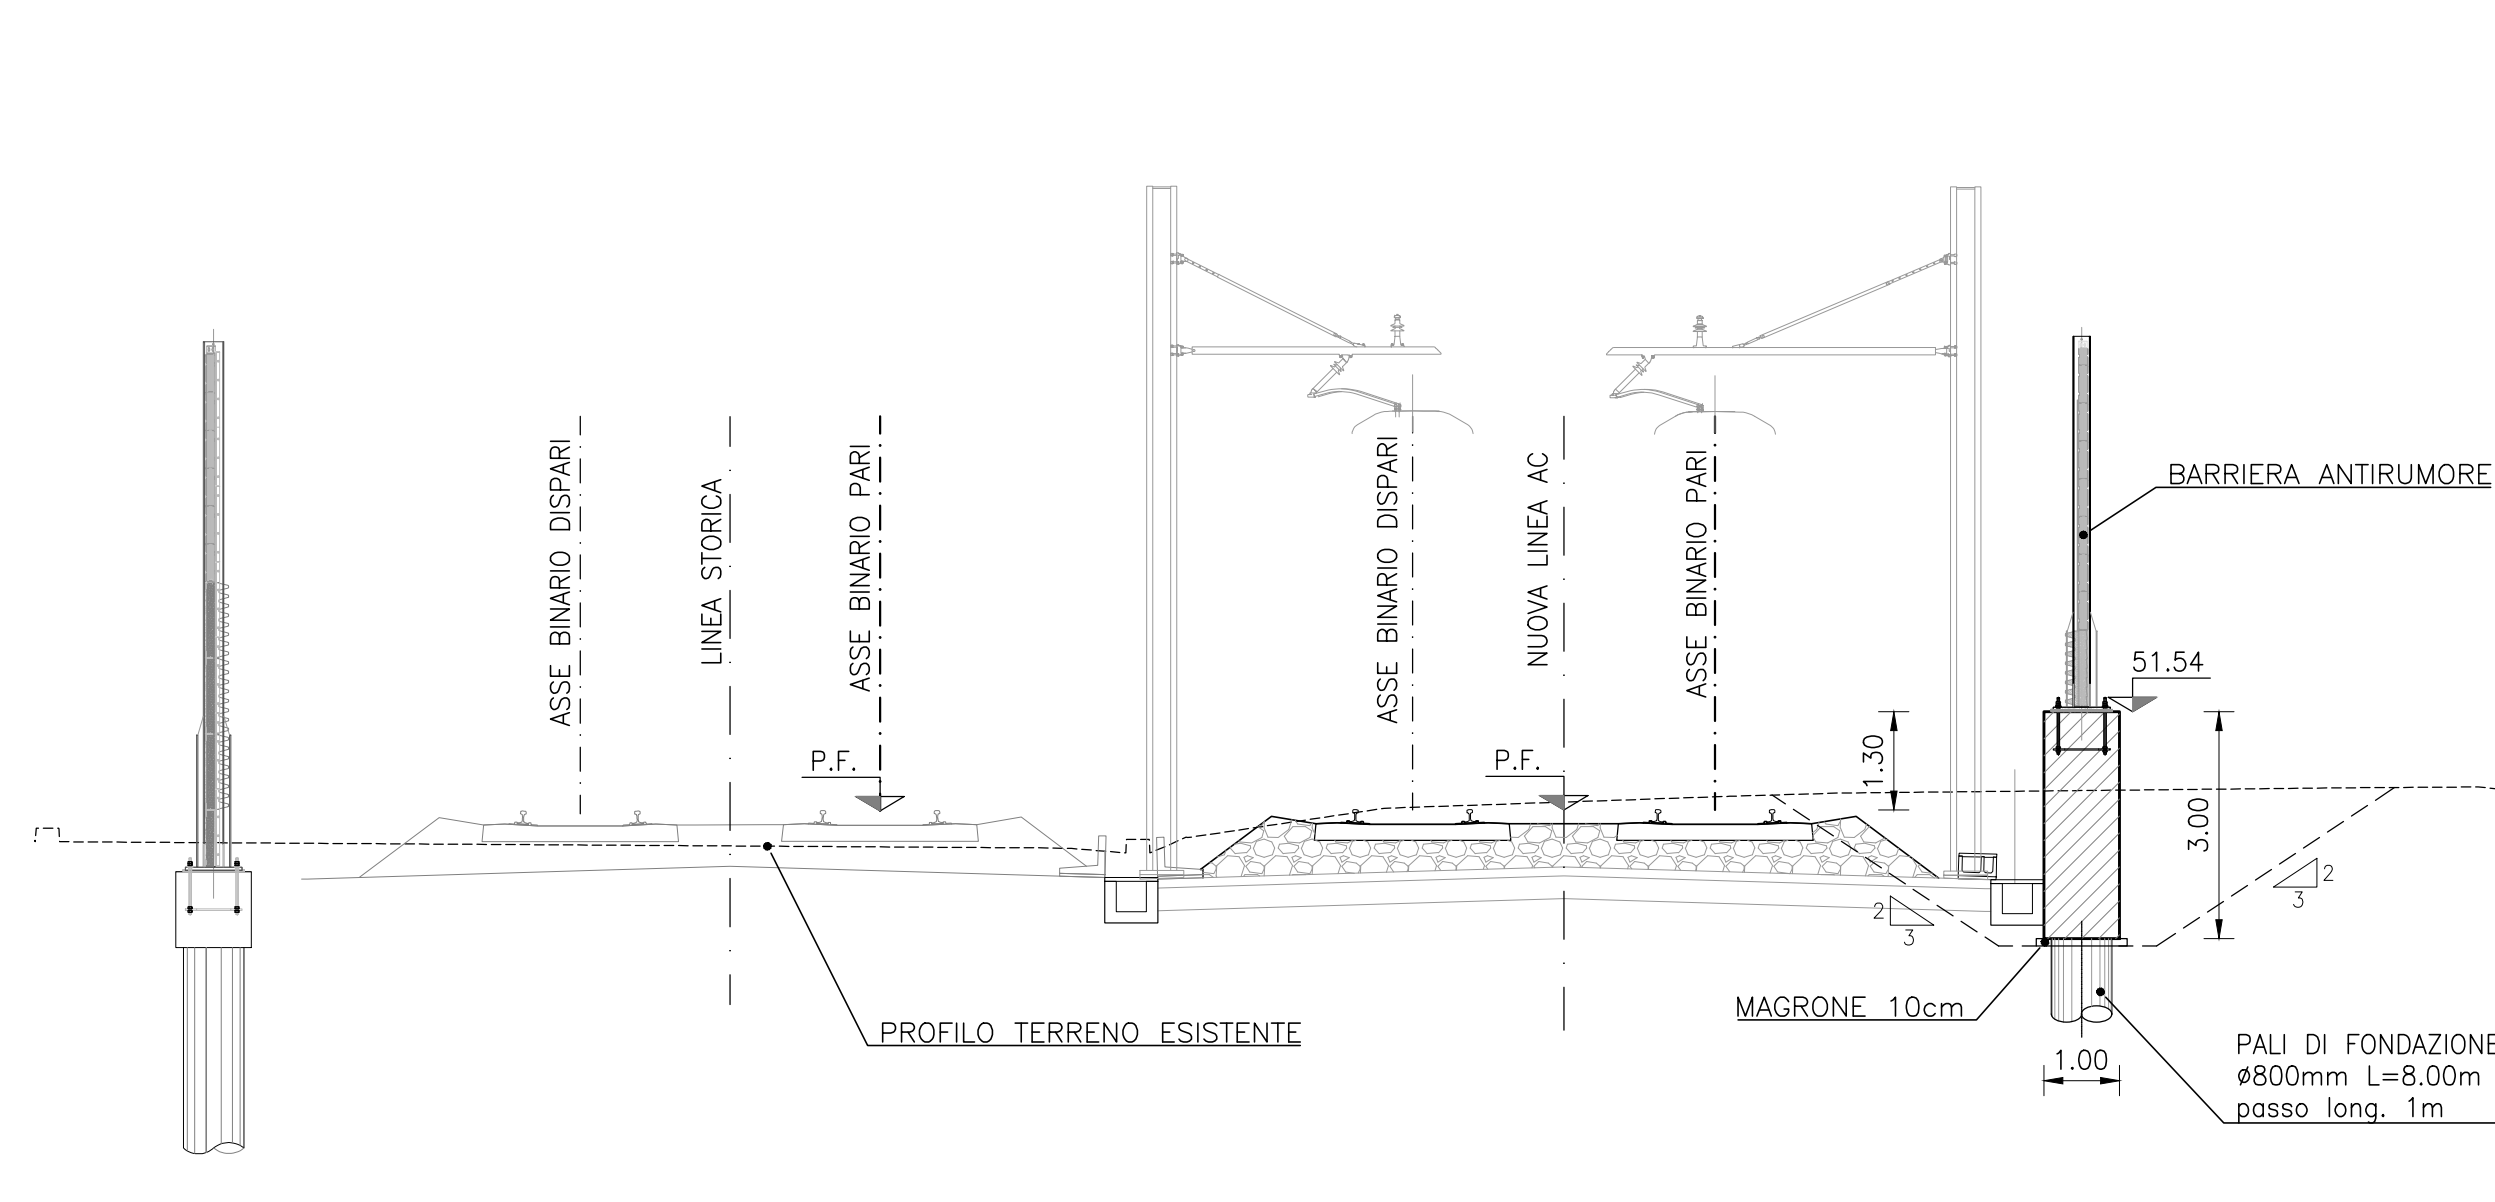 ASSE BINARIO DISPARI
LINEA STORICA
ASSE BINARIO PARI
P.F.
ASSE BINARIO DISPARI
NUOVA LINEA AC
ASSE BINARIO PARI
P.F.
BARRIERA ANTIRUMORE
51.54
1.30
3.00
2
3
2
3
MAGRONE 10cm
PROFILO TERRENO ESISTENTE
1.00
PALI DI FONDAZIONE
Ø800mm L=8.00m
passo long. 1m